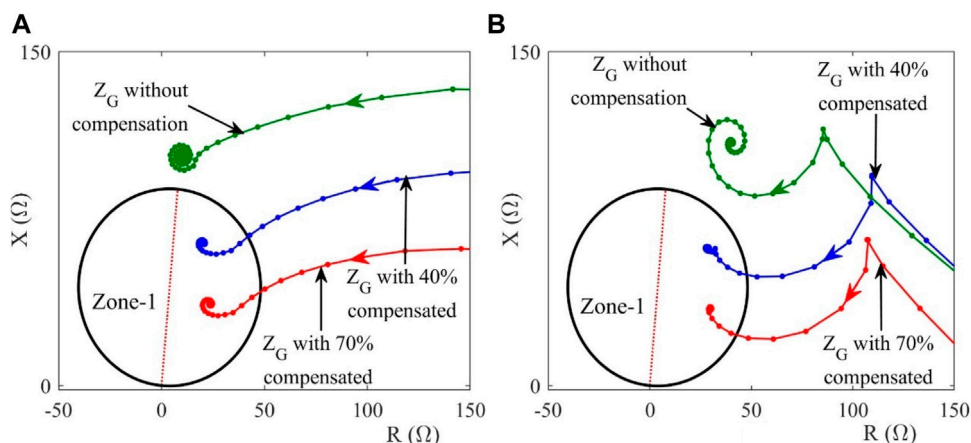 A
150
X (Ω)
0
Z_G without
compensation
Zone-1
Z_G with 40%
compensated
Z_G with 70%
compensated
-50
0
50
100
150
R (Ω)
B
150
X (Ω)
0
Z_G without
compensation
Z_G with 40%
compensated
Zone-1
Z_G with 70%
compensated
-50
0
50
100
150
R (Ω)